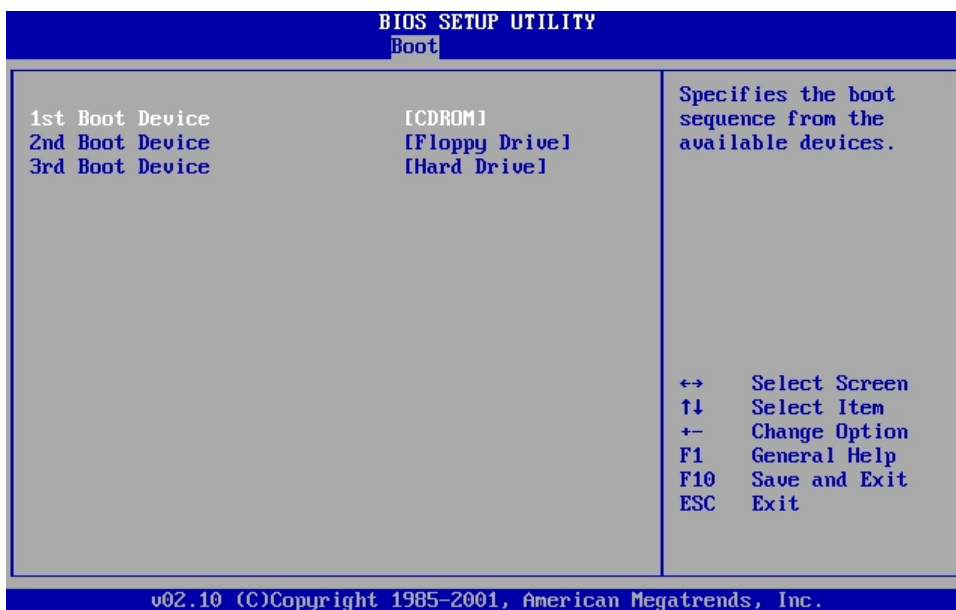 BIOS SETUP UTILITY
Boot
1st Boot Device [CDROM]
2nd Boot Device [Floppy Drive]
3rd Boot Device [Hard Drive]
Specifies the boot
sequence from the
available devices.
←→ Select Screen
↑↓ Select Item
+- Change Option
F1 General Help
F10 Save and Exit
ESC Exit
v02.10 (C)Copyright 1985-2001, American Megatrends, Inc.